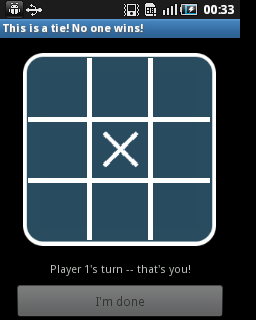 00:33
This is a tie! No one wins!
X
Player 1's turn -- that's you!
I'm done